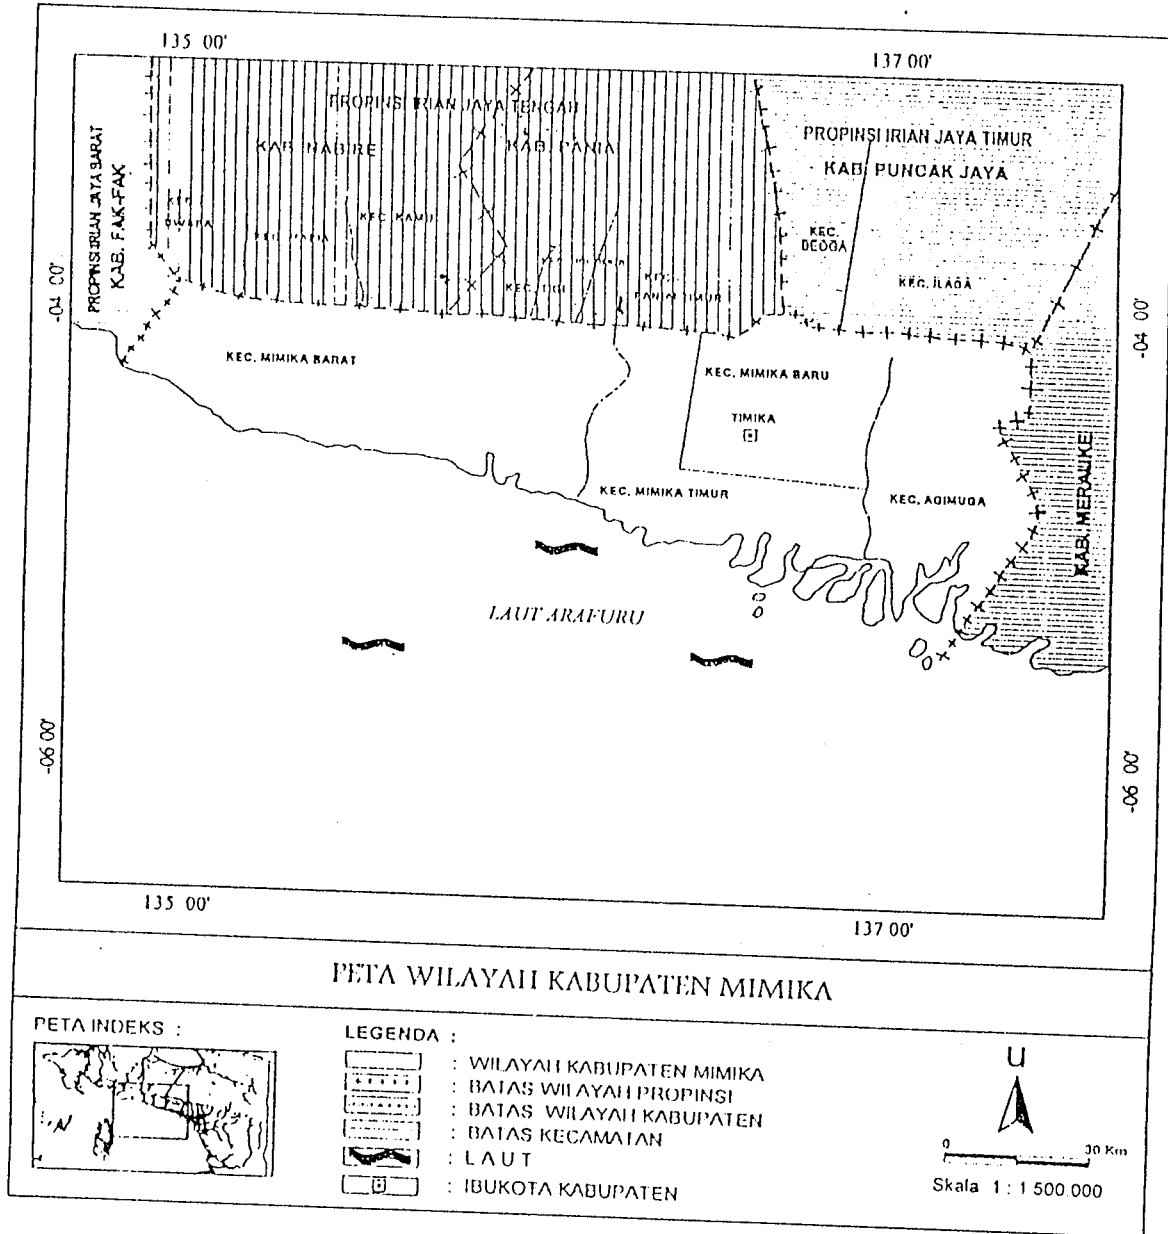 135 00'
137 00'
PROPINSI IRIAN JAYA BARAT
KAB. FAK-FAK
PROPINSI IRIAN JAYA TENGAH
KAB. NABIRE
KAB. PANIA
PROPINSI IRIAN JAYA TIMUR
KAB. PUNCAK JAYA
KEC. KAMU
KEC.
BEOGA
KEC. ILAGA
KEC.
PANIAI TIMUR
-04 00'
-04 00'
KEC. MIMIKA BARAT
KEC. MIMIKA BARU
TIMIKA
KEC. MIMIKA TIMUR
KEC. AGIMUGA
KAB. MERAUKE
LAUT ARAFURU
-06 00'
-06 00'
135 00'
137 00'
PETA WILAYAH KABUPATEN MIMIKA
PETA INDEKS :
LEGENDA :
: WILAYAH KABUPATEN MIMIKA
: BATAS WILAYAH PROPINSI
: BATAS WILAYAH KABUPATEN
: BATAS KECAMATAN
: LAUT
: IBUKOTA KABUPATEN
U
0
30 Km
Skala 1 : 1 500.000